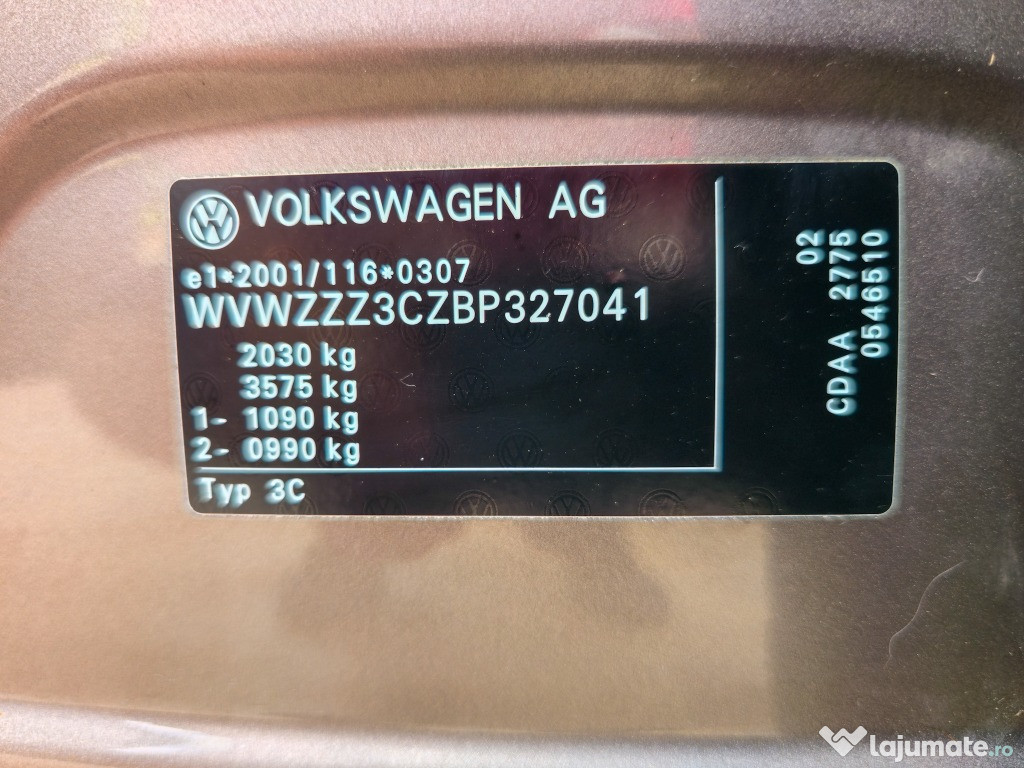 VOLKSWAGEN AG
e1*2001/116*0307
WVWZZZ3CZBP327041
2030 kg
3575 kg
1- 1090 kg
2- 0990 kg
Typ 3C
02
CDAA 2775
0546510
lajumate.ro